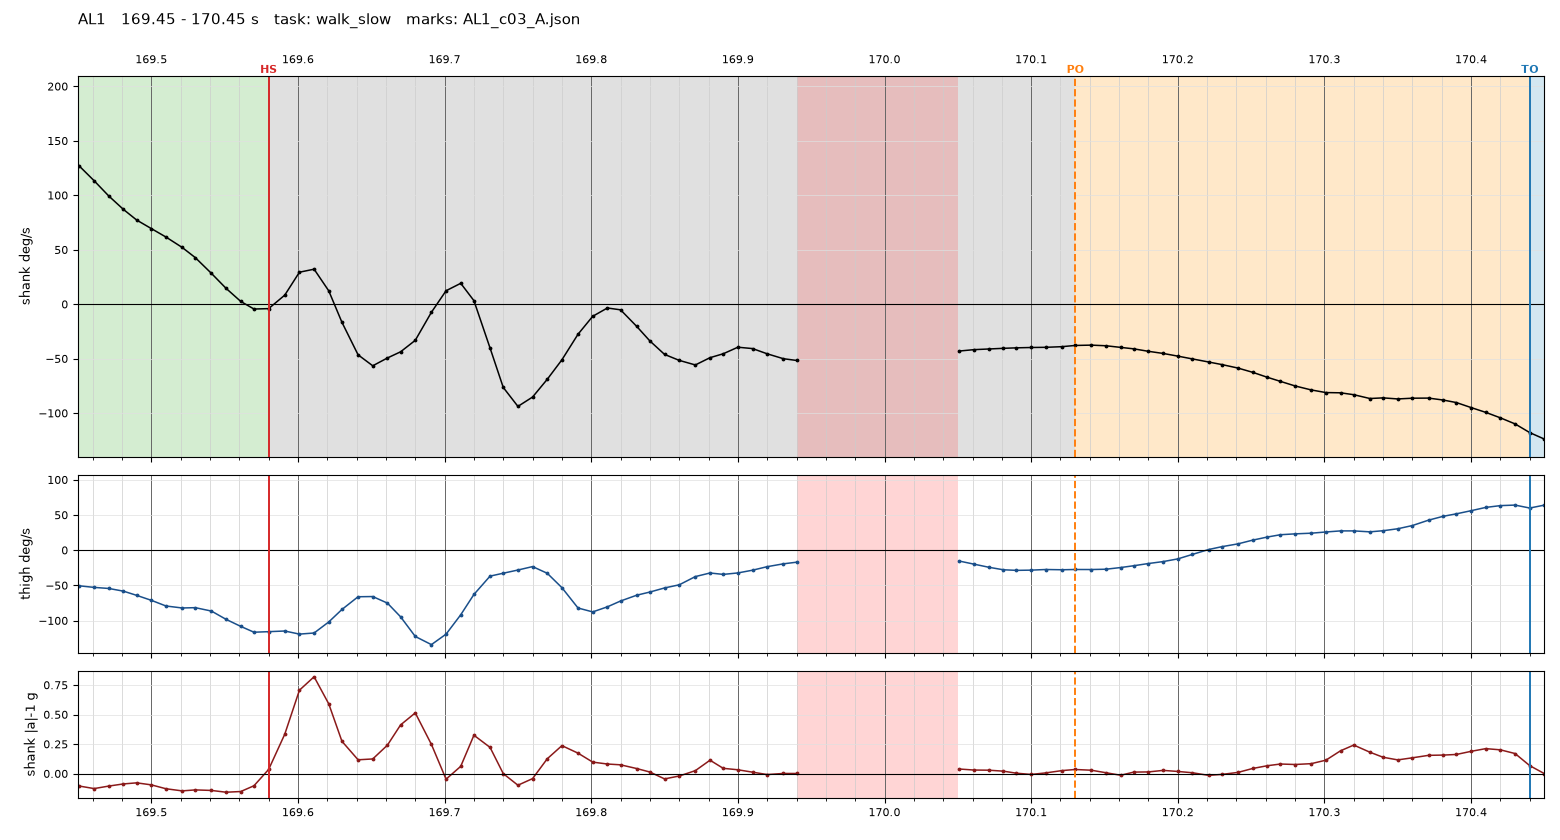 AL1   169.45 - 170.45 s   task: walk_slow   marks: AL1_c03_A.json
169.5 169.6 169.7 169.8 169.9 170.0 170.1 170.2 170.3 170.4
HS PO TO
200
150
100
50
0
−50
−100
shank deg/s
100
50
0
−50
−100
thigh deg/s
0.75
0.50
0.25
0.00
shank |a|-1 g
169.5 169.6 169.7 169.8 169.9 170.0 170.1 170.2 170.3 170.4